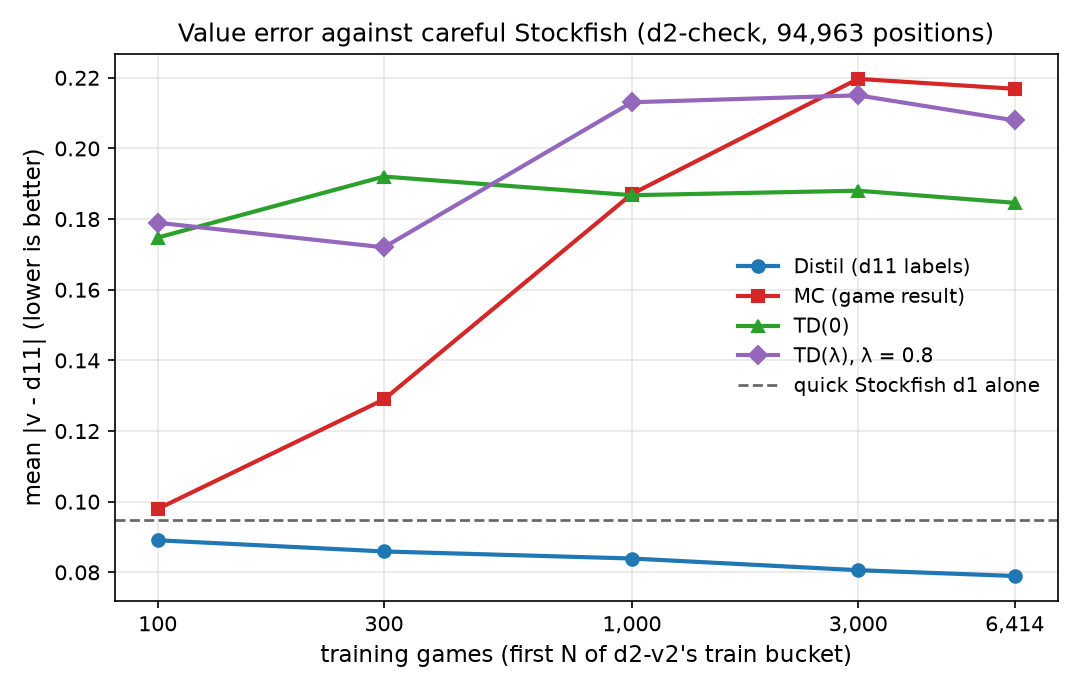 Value error against careful Stockfish (d2-check, 94,963 positions)
mean |v - d11| (lower is better)
0.22
0.20
0.18
0.16
0.14
0.12
0.10
0.08
Distil (d11 labels)
MC (game result)
TD(0)
TD(λ), λ = 0.8
quick Stockfish d1 alone
100
300
1,000
3,000
6,414
training games (first N of d2-v2's train bucket)